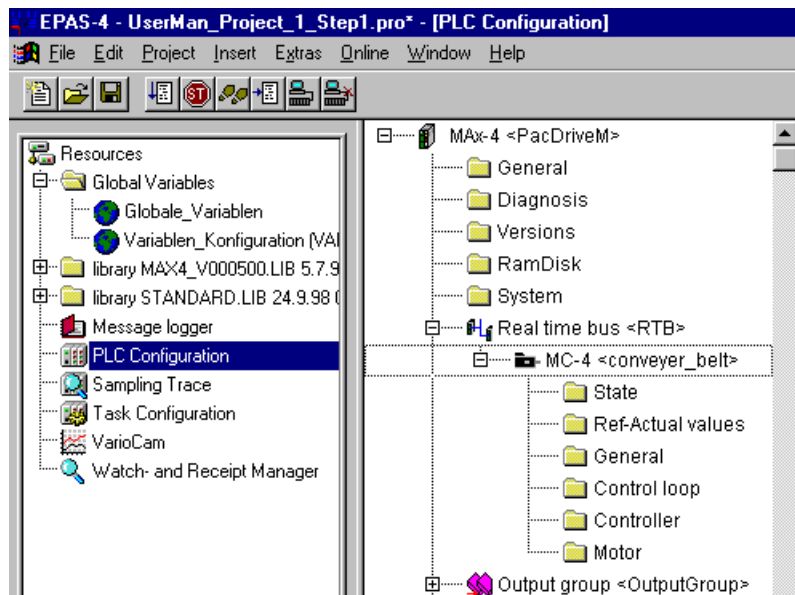 EPAS-4 - UserMan_Project_1_Step1.pro* - [PLC Configuration]
File Edit Project Insert Extras Online Window Help
ST
Resources
Global Variables
Globale_Variablen
Variablen_Konfiguration (VAI
library MAX4_V000500.LIB 5.7.9
library STANDARD.LIB 24.9.98 (
Message logger
PLC Configuration
Sampling Trace
Task Configuration
VarioCam
Watch- and Receipt Manager
MAx-4 <PacDriveM>
General
Diagnosis
Versions
RamDisk
System
Real time bus <RTB>
MC-4 <conveyer_belt>
State
Ref-Actual values
General
Control loop
Controller
Motor
Output group <OutputGroup>